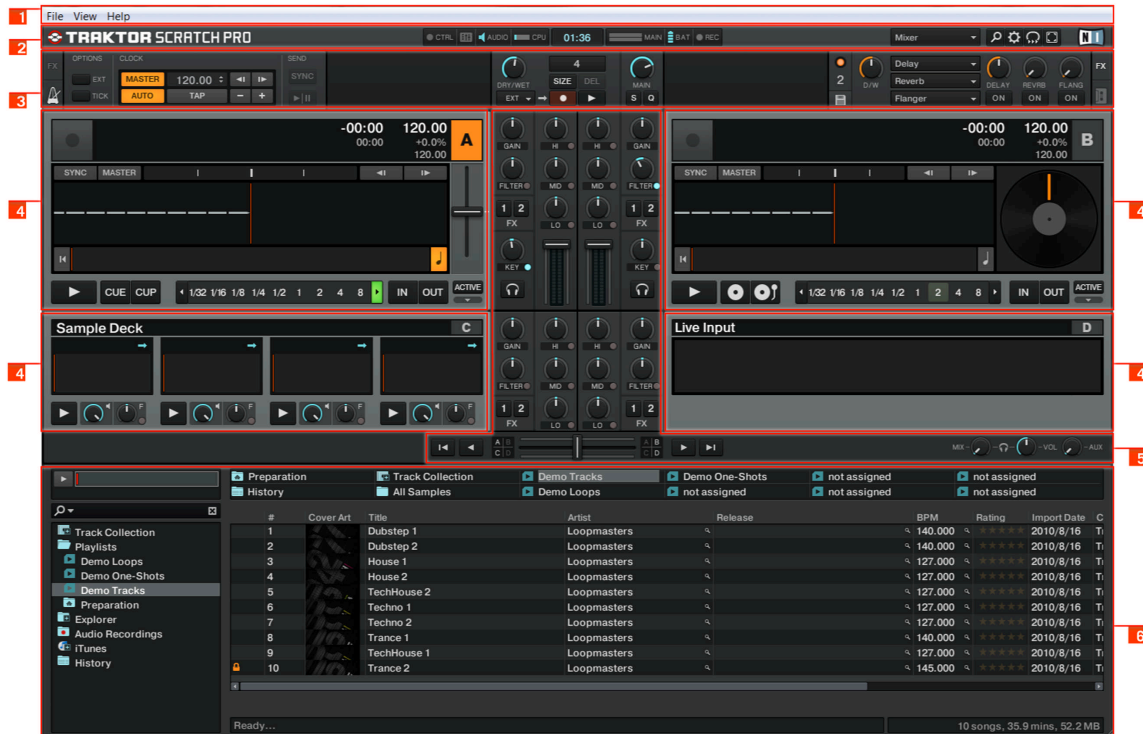 1
File View Help
2
TRAKTOR SCRATCH PRO
CTRL AUDIO CPU 01:36 MAIN BAT REC
Mixer
NI
3
FX OPTIONS CLOCK SEND
EXT MASTER 120.00 SYNC
TICK AUTO TAP - +
DRY/WET
4
SIZE DEL
EXT
MAIN
S Q
2
D/W
Delay
Reverb
Flanger
DELAY REVRB FLANG
ON ON ON
FX
4
-00:00 120.00
00:00 +0.0%
120.00
A
SYNC MASTER
CUE CUP 1/32 1/16 1/8 1/4 1/2 1 2 4 8 IN OUT ACTIVE
GAIN HI HI GAIN
FILTER MID MID FILTER
1 2 1 2
FX LO LO FX
KEY KEY
4
-00:00 120.00
00:00 +0.0%
120.00
B
SYNC MASTER
1/32 1/16 1/8 1/4 1/2 1 2 4 8 IN OUT ACTIVE
4
Sample Deck C
F F F F
GAIN HI HI GAIN
FILTER MID MID FILTER
1 2 1 2
FX LO LO FX
Live Input D
4
A B
C D
A B
C D
MIX VOL AUX
5
Preparation Track Collection Demo Tracks Demo One-Shots not assigned not assigned
History All Samples Demo Loops not assigned not assigned not assigned
Track Collection
Playlists
Demo Loops
Demo One-Shots
Demo Tracks
Preparation
Explorer
Audio Recordings
iTunes
History
# Cover Art Title Artist Release BPM Rating Import Date C
1 Dubstep 1 Loopmasters 140.000 2010/8/16
2 Dubstep 2 Loopmasters 140.000 2010/8/16
3 House 1 Loopmasters 127.000 2010/8/16
4 House 2 Loopmasters 127.000 2010/8/16
5 TechHouse 2 Loopmasters 127.000 2010/8/16
6 Techno 1 Loopmasters 127.000 2010/8/16
7 Techno 2 Loopmasters 127.000 2010/8/16
8 Trance 1 Loopmasters 140.000 2010/8/16
9 TechHouse 1 Loopmasters 127.000 2010/8/16
10 Trance 2 Loopmasters 145.000 2010/8/16
6
Ready...
10 songs, 35.9 mins, 52.2 MB